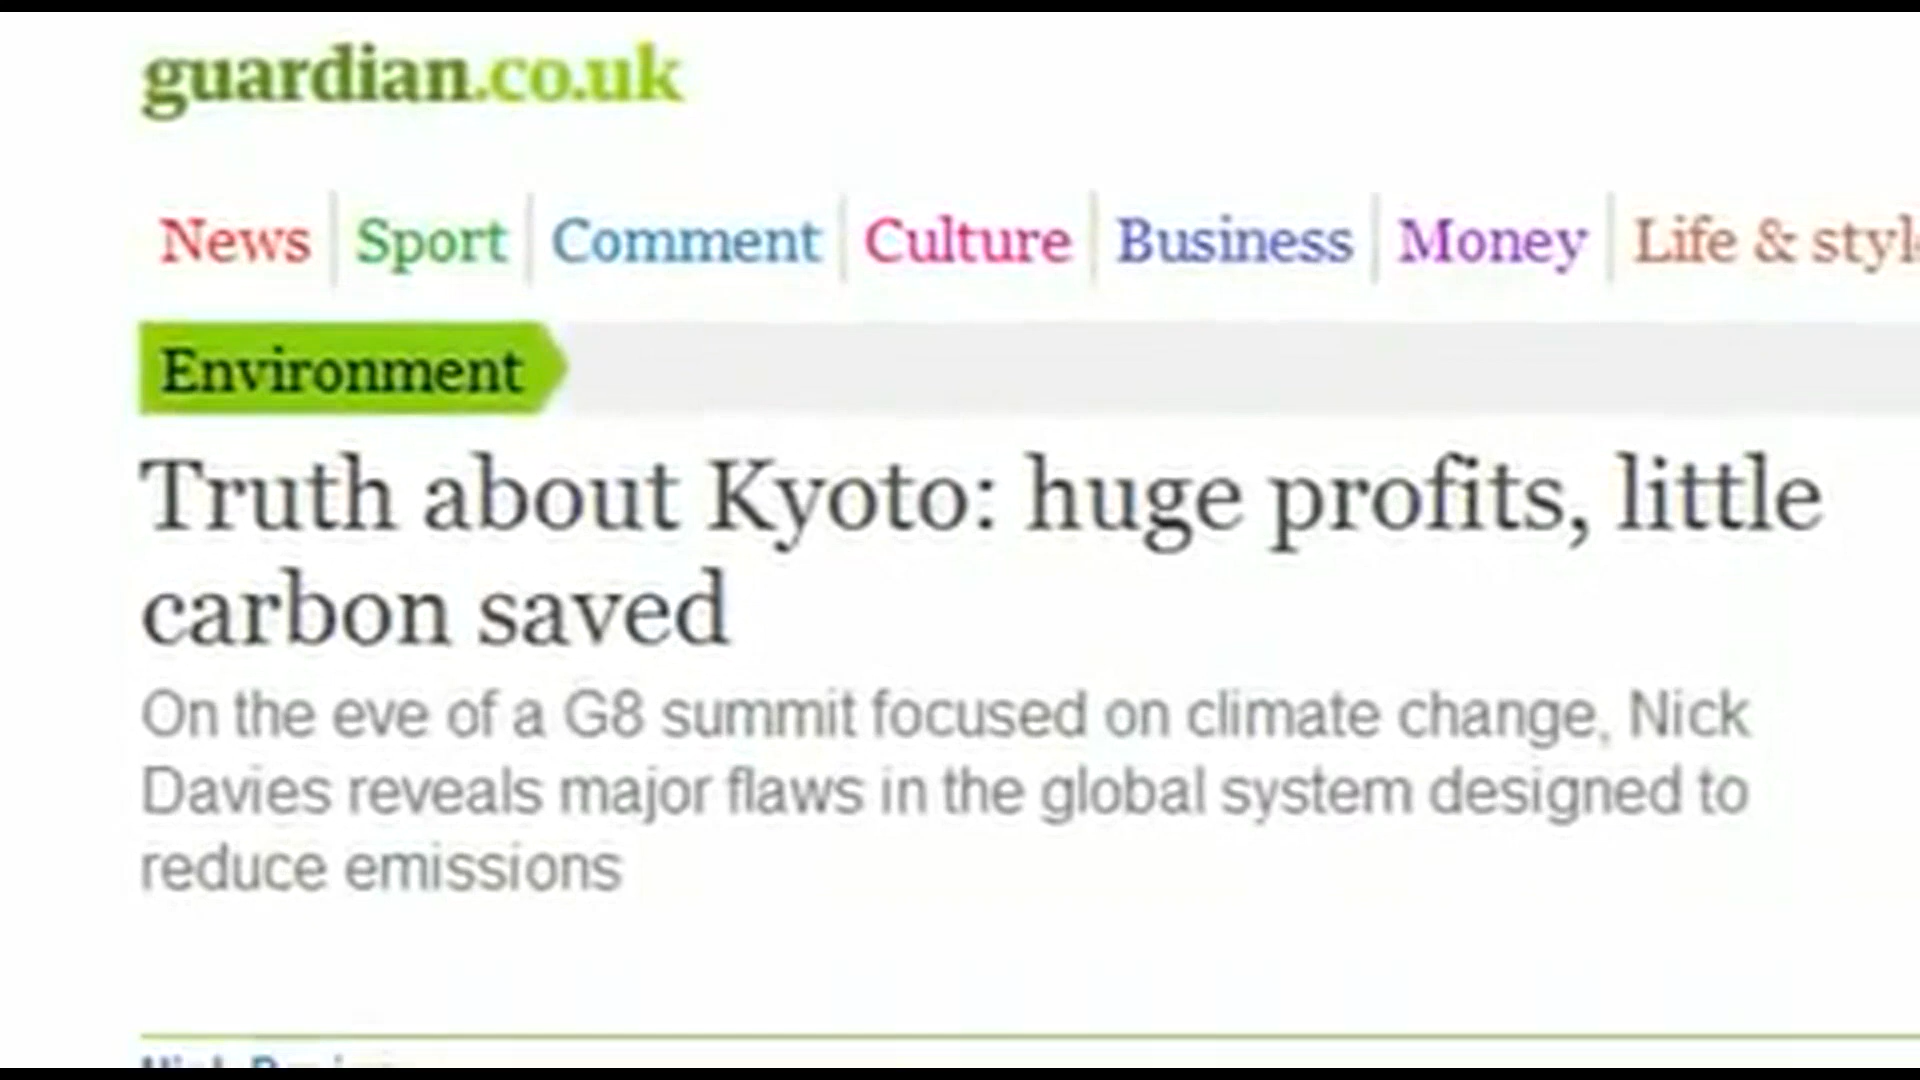 guardian.co.uk
News Sport Comment Culture Business Money Life & styl
Environment
Truth about Kyoto: huge profits, little
carbon saved
On the eve of a G8 summit focused on climate change, Nick
Davies reveals major flaws in the global system designed to
reduce emissions